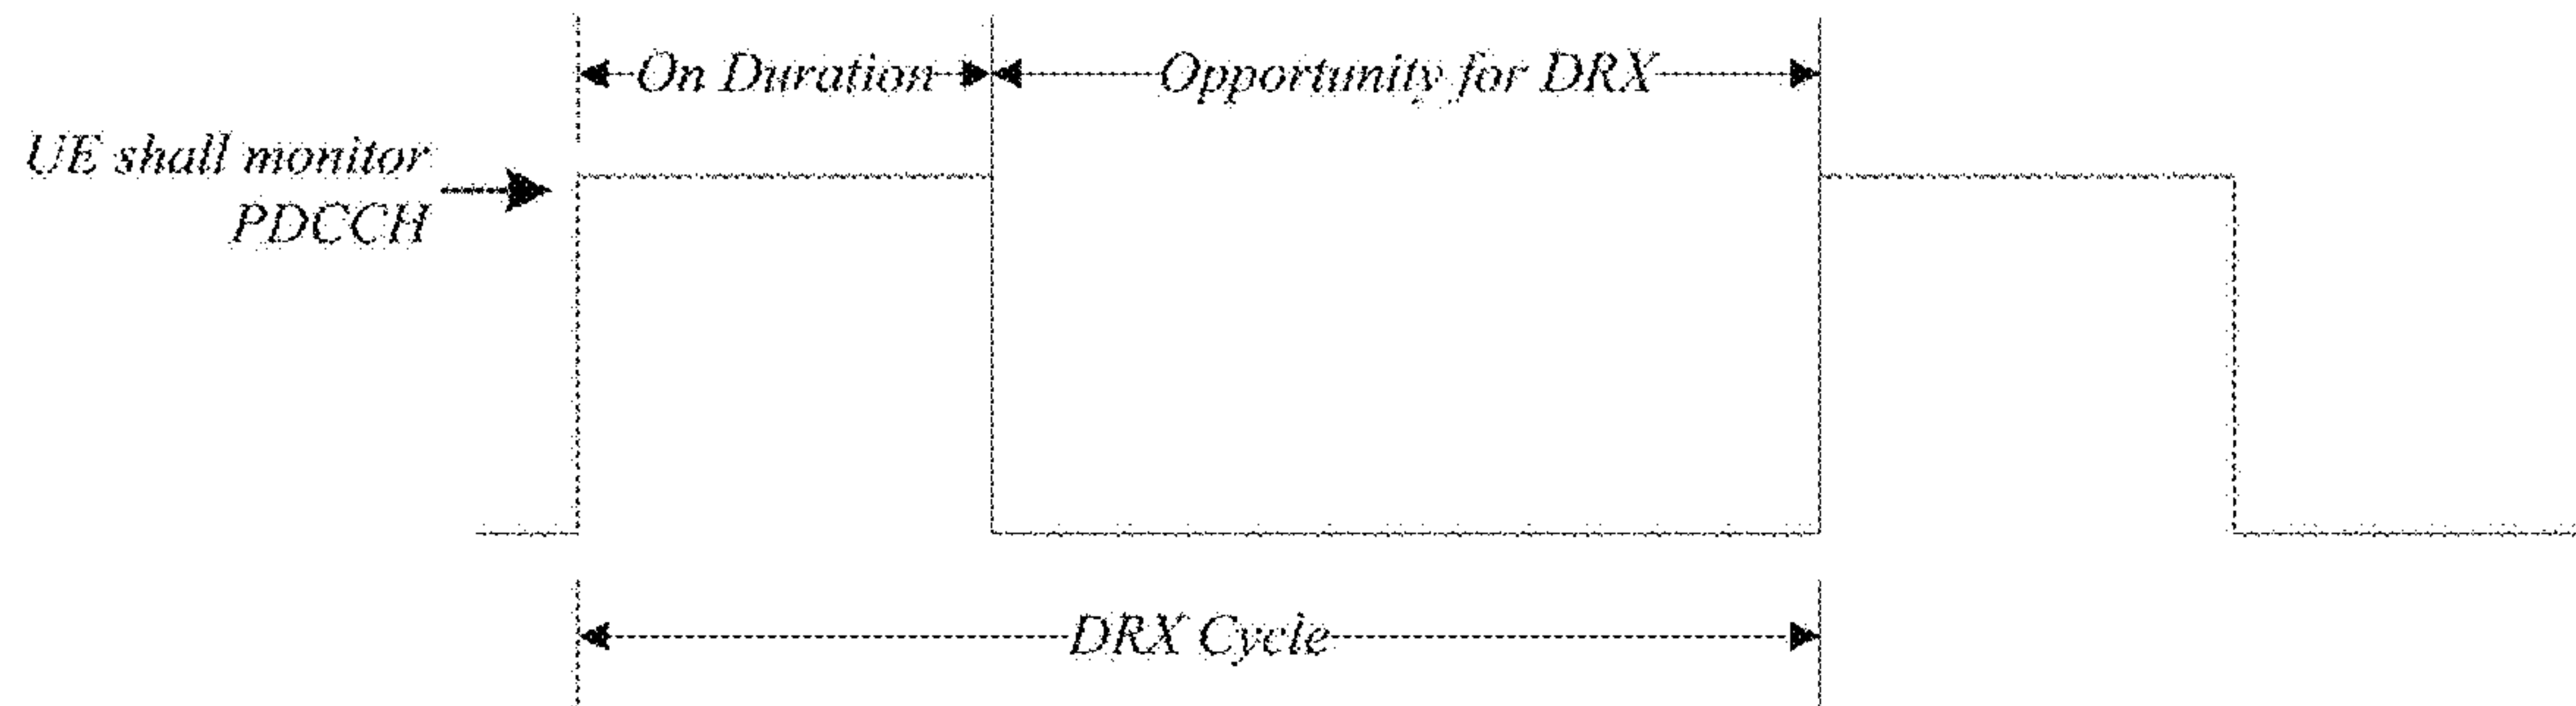 On Duration
Opportunity for DRX
UE shall monitor
PDCCH
DRX Cycle